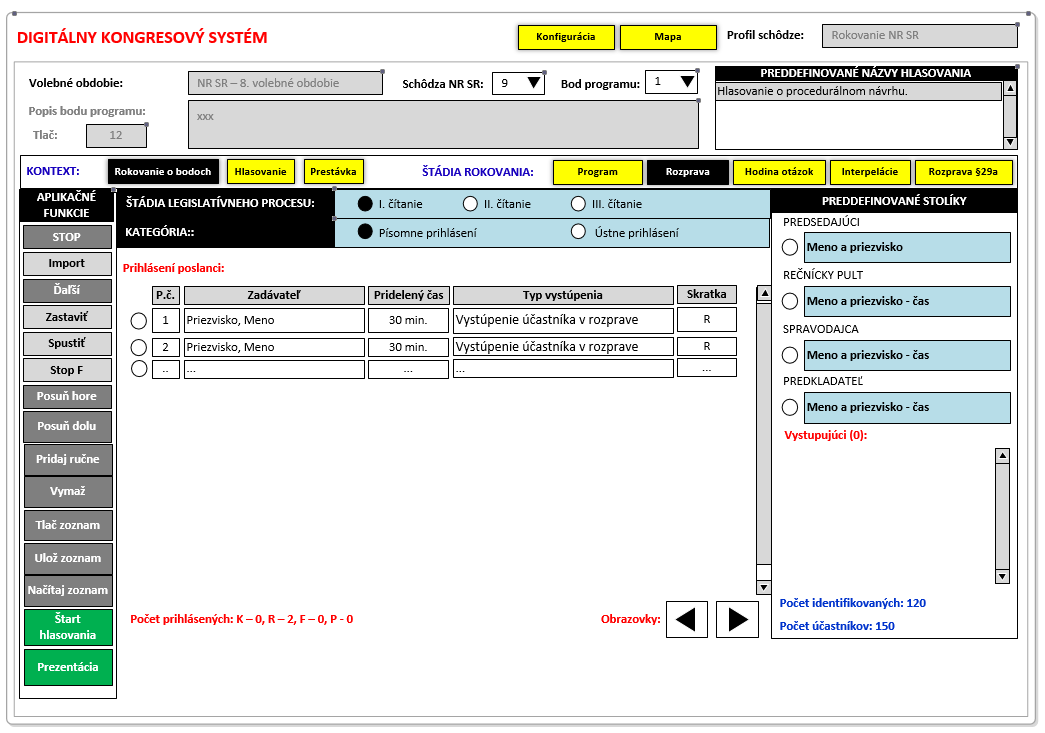 DIGITÁLNY KONGRESOVÝ SYSTÉM
Konfigurácia
Mapa
Profil schôdze:
Rokovanie NR SR
Volebné obdobie:
NR SR – 8. volebné obdobie
Schôdza NR SR:
9
Bod programu:
1
PREDDEFINOVANÉ NÁZVY HLASOVANIA
Hlasovanie o procedurálnom návrhu.
Popis bodu programu:
xxx
Tlač:
12
KONTEXT:
Rokovanie o bodoch
Hlasovanie
Prestávka
ŠTÁDIA ROKOVANIA:
Program
Rozprava
Hodina otázok
Interpelácie
Rozprava §29a
APLIKAČNÉ
FUNKCIE
STOP
Import
Ďaľší
Zastaviť
Spustiť
Stop F
Posuň hore
Posuň dolu
Pridaj ručne
Vymaž
Tlač zoznam
Ulož zoznam
Načítaj zoznam
Štart
hlasovania
Prezentácia
ŠTÁDIA LEGISLATÍVNEHO PROCESU:
I. čítanie
II. čítanie
III. čítanie
KATEGÓRIA::
Písomne prihlásení
Ústne prihlásení
Prihlásení poslanci:
P.č.
Zadávateľ
Pridelený čas
Typ vystúpenia
Skratka
1
Priezvisko, Meno
30 min.
Vystúpenie účastníka v rozprave
R
2
Priezvisko, Meno
30 min.
Vystúpenie účastníka v rozprave
R
..
...
...
...
...
Počet prihlásených: K – 0, R – 2, F – 0, P - 0
Obrazovky:
PREDDEFINOVANÉ STOLÍKY
PREDSEDAJÚCI
Meno a priezvisko
REČNÍCKY PULT
Meno a priezvisko - čas
SPRAVODAJCA
Meno a priezvisko - čas
PREDKLADATEĽ
Meno a priezvisko - čas
Vystupujúci (0):
Počet identifikovaných: 120
Počet účastníkov: 150